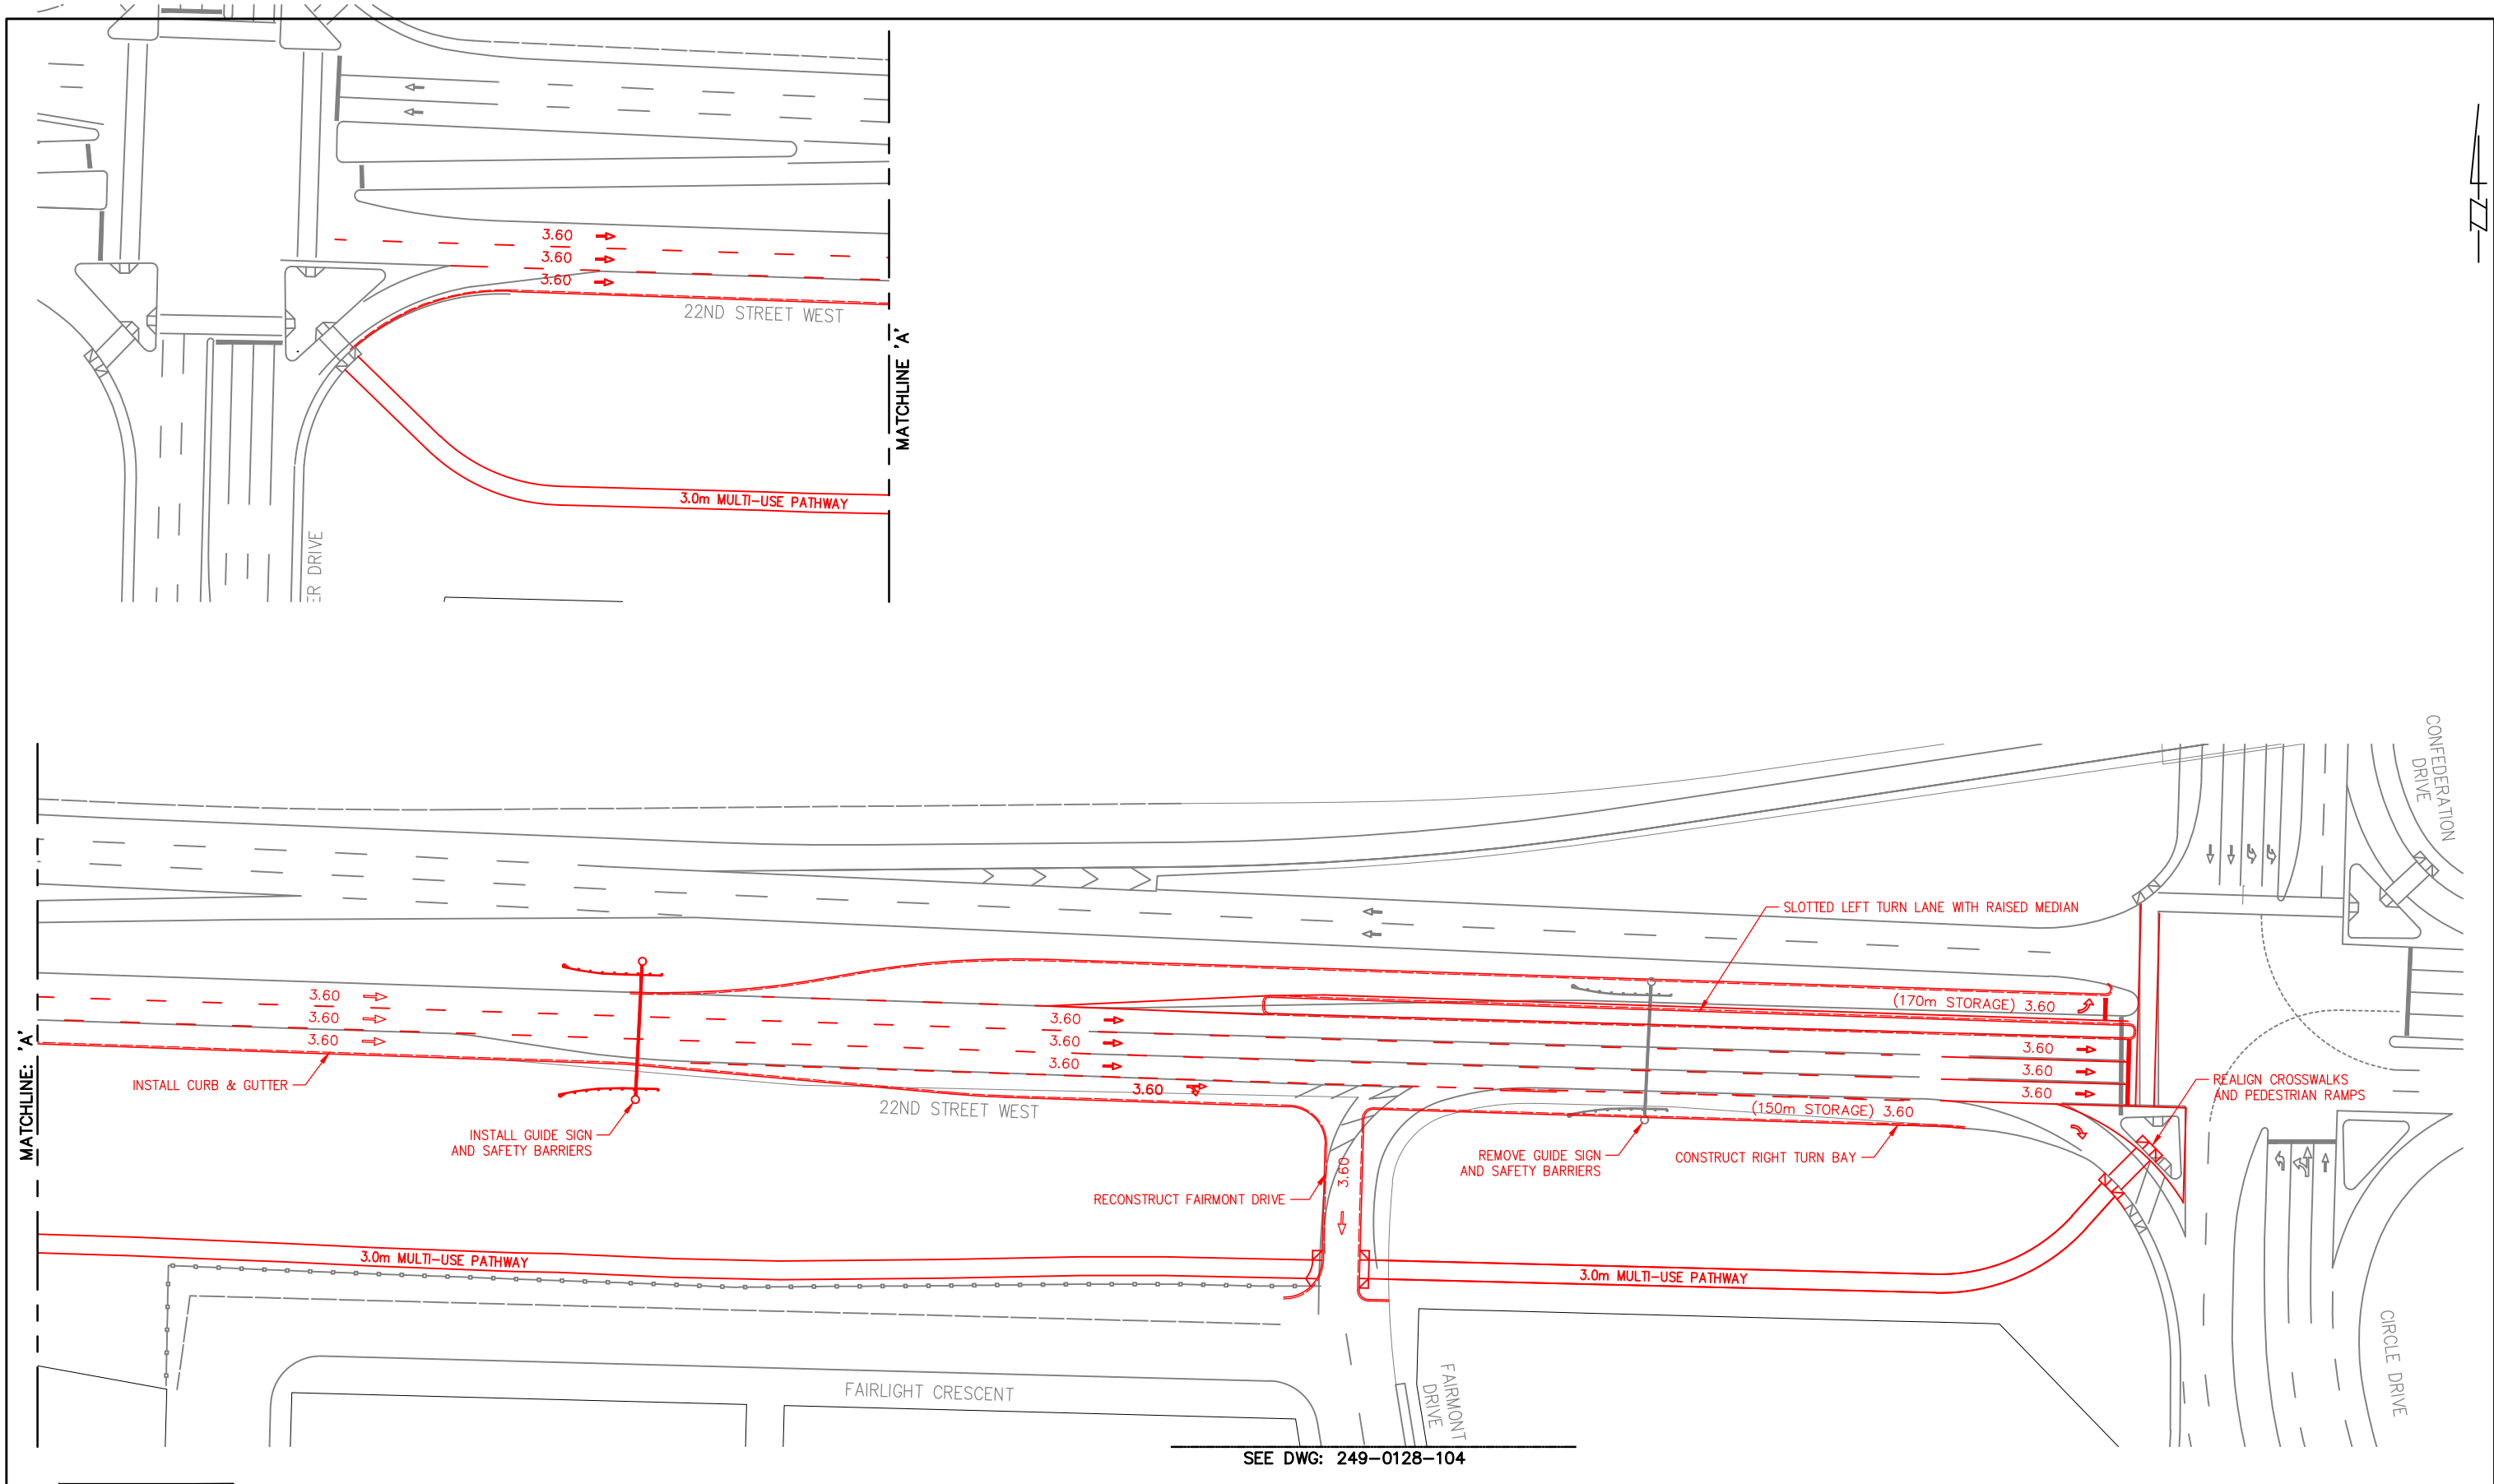 3.60
3.60
3.60
22ND STREET WEST
MATCHLINE 'A'
3.0m MULTI-USE PATHWAY
ER DRIVE
CONFEDERATION
DRIVE
SLOTTED LEFT TURN LANE WITH RAISED MEDIAN
3.60
3.60
3.60
(170m STORAGE) 3.60
3.60
3.60
3.60
3.60
3.60
3.60
3.60
MATCHLINE: 'A'
INSTALL CURB & GUTTER
22ND STREET WEST
(150m STORAGE) 3.60
REALIGN CROSSWALKS
AND PEDESTRIAN RAMPS
INSTALL GUIDE SIGN
AND SAFETY BARRIERS
REMOVE GUIDE SIGN
AND SAFETY BARRIERS
CONSTRUCT RIGHT TURN BAY
3.60
RECONSTRUCT FAIRMONT DRIVE
3.0m MULTI-USE PATHWAY
3.0m MULTI-USE PATHWAY
CIRCLE DRIVE
FAIRLIGHT CRESCENT
FAIRMONT
DRIVE
SEE DWG: 249-0128-104